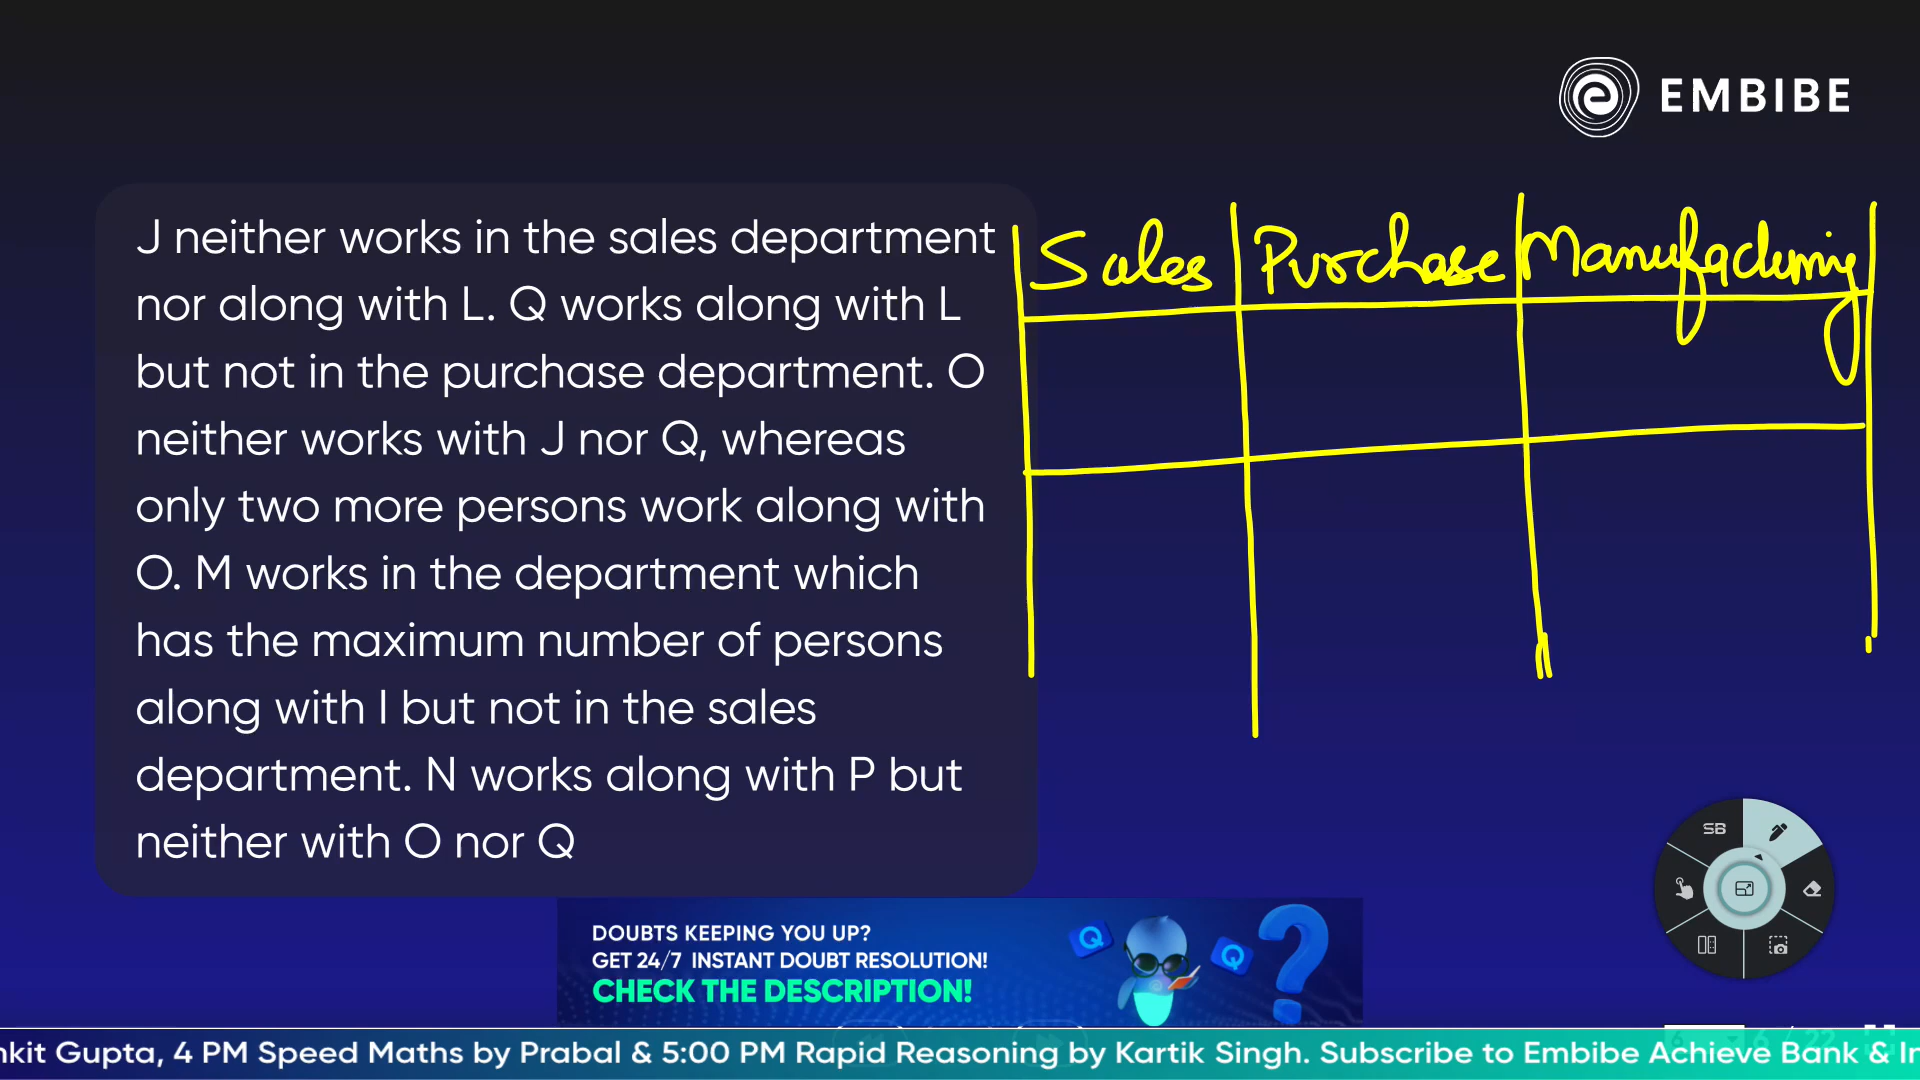 EMBIBE
J neither works in the sales department
nor along with L. Q works along with L
but not in the purchase department. O
neither works with J nor Q, whereas
only two more persons work along with
O. M works in the department which
has the maximum number of persons
along with I but not in the sales
department. N works along with P but
neither with O nor Q
Sales Purchase Manufacturing
SB
DOUBTS KEEPING YOU UP?
GET 24/7 INSTANT DOUBT RESOLUTION!
CHECK THE DESCRIPTION!
Q Q
nkit Gupta, 4 PM Speed Maths by Prabal & 5:00 PM Rapid Reasoning by Kartik Singh. Subscribe to Embibe Achieve Bank & In